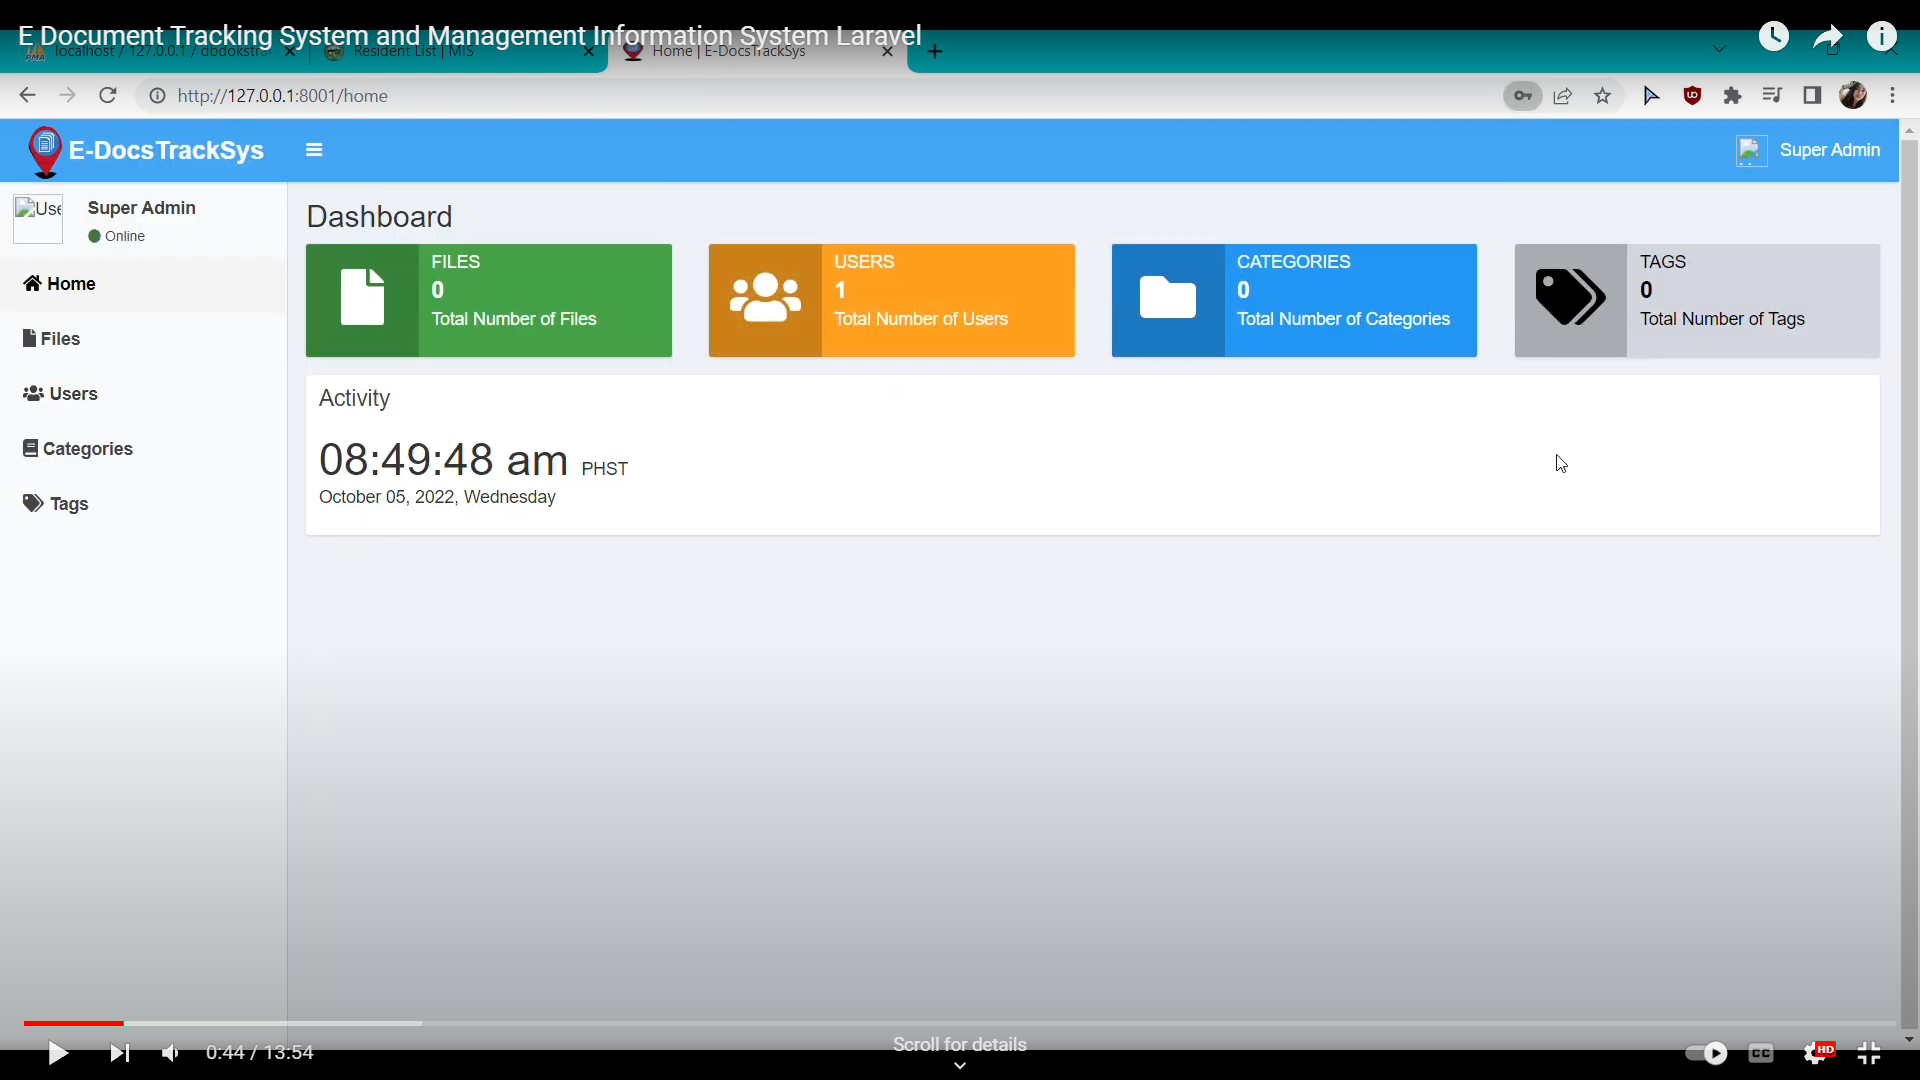 E Document Tracking System and Management Information System Laravel
localhost / 127.0.0.1 / dbdokstra
Resident List | MIS
Home | E-DocsTrackSys
http://127.0.0.1:8001/home
E-DocsTrackSys
Super Admin
Use
Super Admin
Online
Home
Files
Users
Categories
Tags
Dashboard
FILES
0
Total Number of Files
USERS
1
Total Number of Users
CATEGORIES
0
Total Number of Categories
TAGS
0
Total Number of Tags
Activity
08:49:48 am PHST
October 05, 2022, Wednesday
0:44 / 13:54
Scroll for details
CC
HD